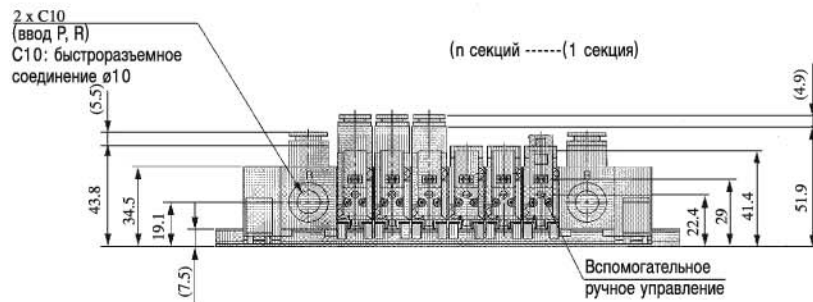 2 x C10
(ввод P, R)
C10: быстроразъемное
соединение ø10
(n секций ------(1 секция)
(5.5)
43.8
34.5
19.1
(7.5)
(4.9)
51.9
41.4
29
22.4
Вспомогательное
ручное управление